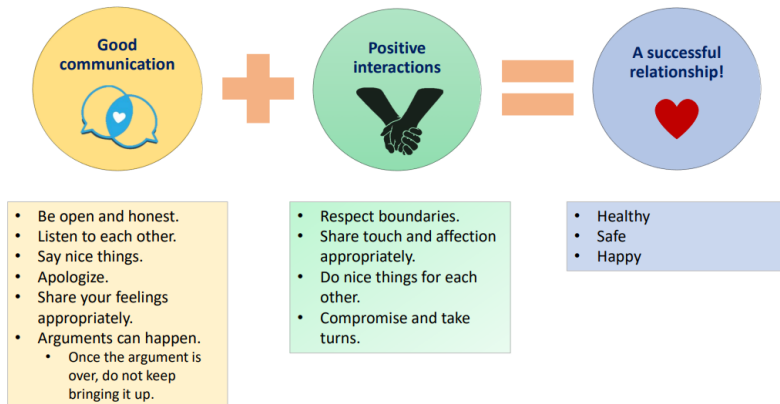 Good
communication
Positive
interactions
A successful
relationship!
• Be open and honest.
• Listen to each other.
• Say nice things.
• Apologize.
• Share your feelings
appropriately.
• Arguments can happen.
• Once the argument is
over, do not keep
bringing it up.
• Respect boundaries.
• Share touch and affection
appropriately.
• Do nice things for each
other.
• Compromise and take
turns.
• Healthy
• Safe
• Happy